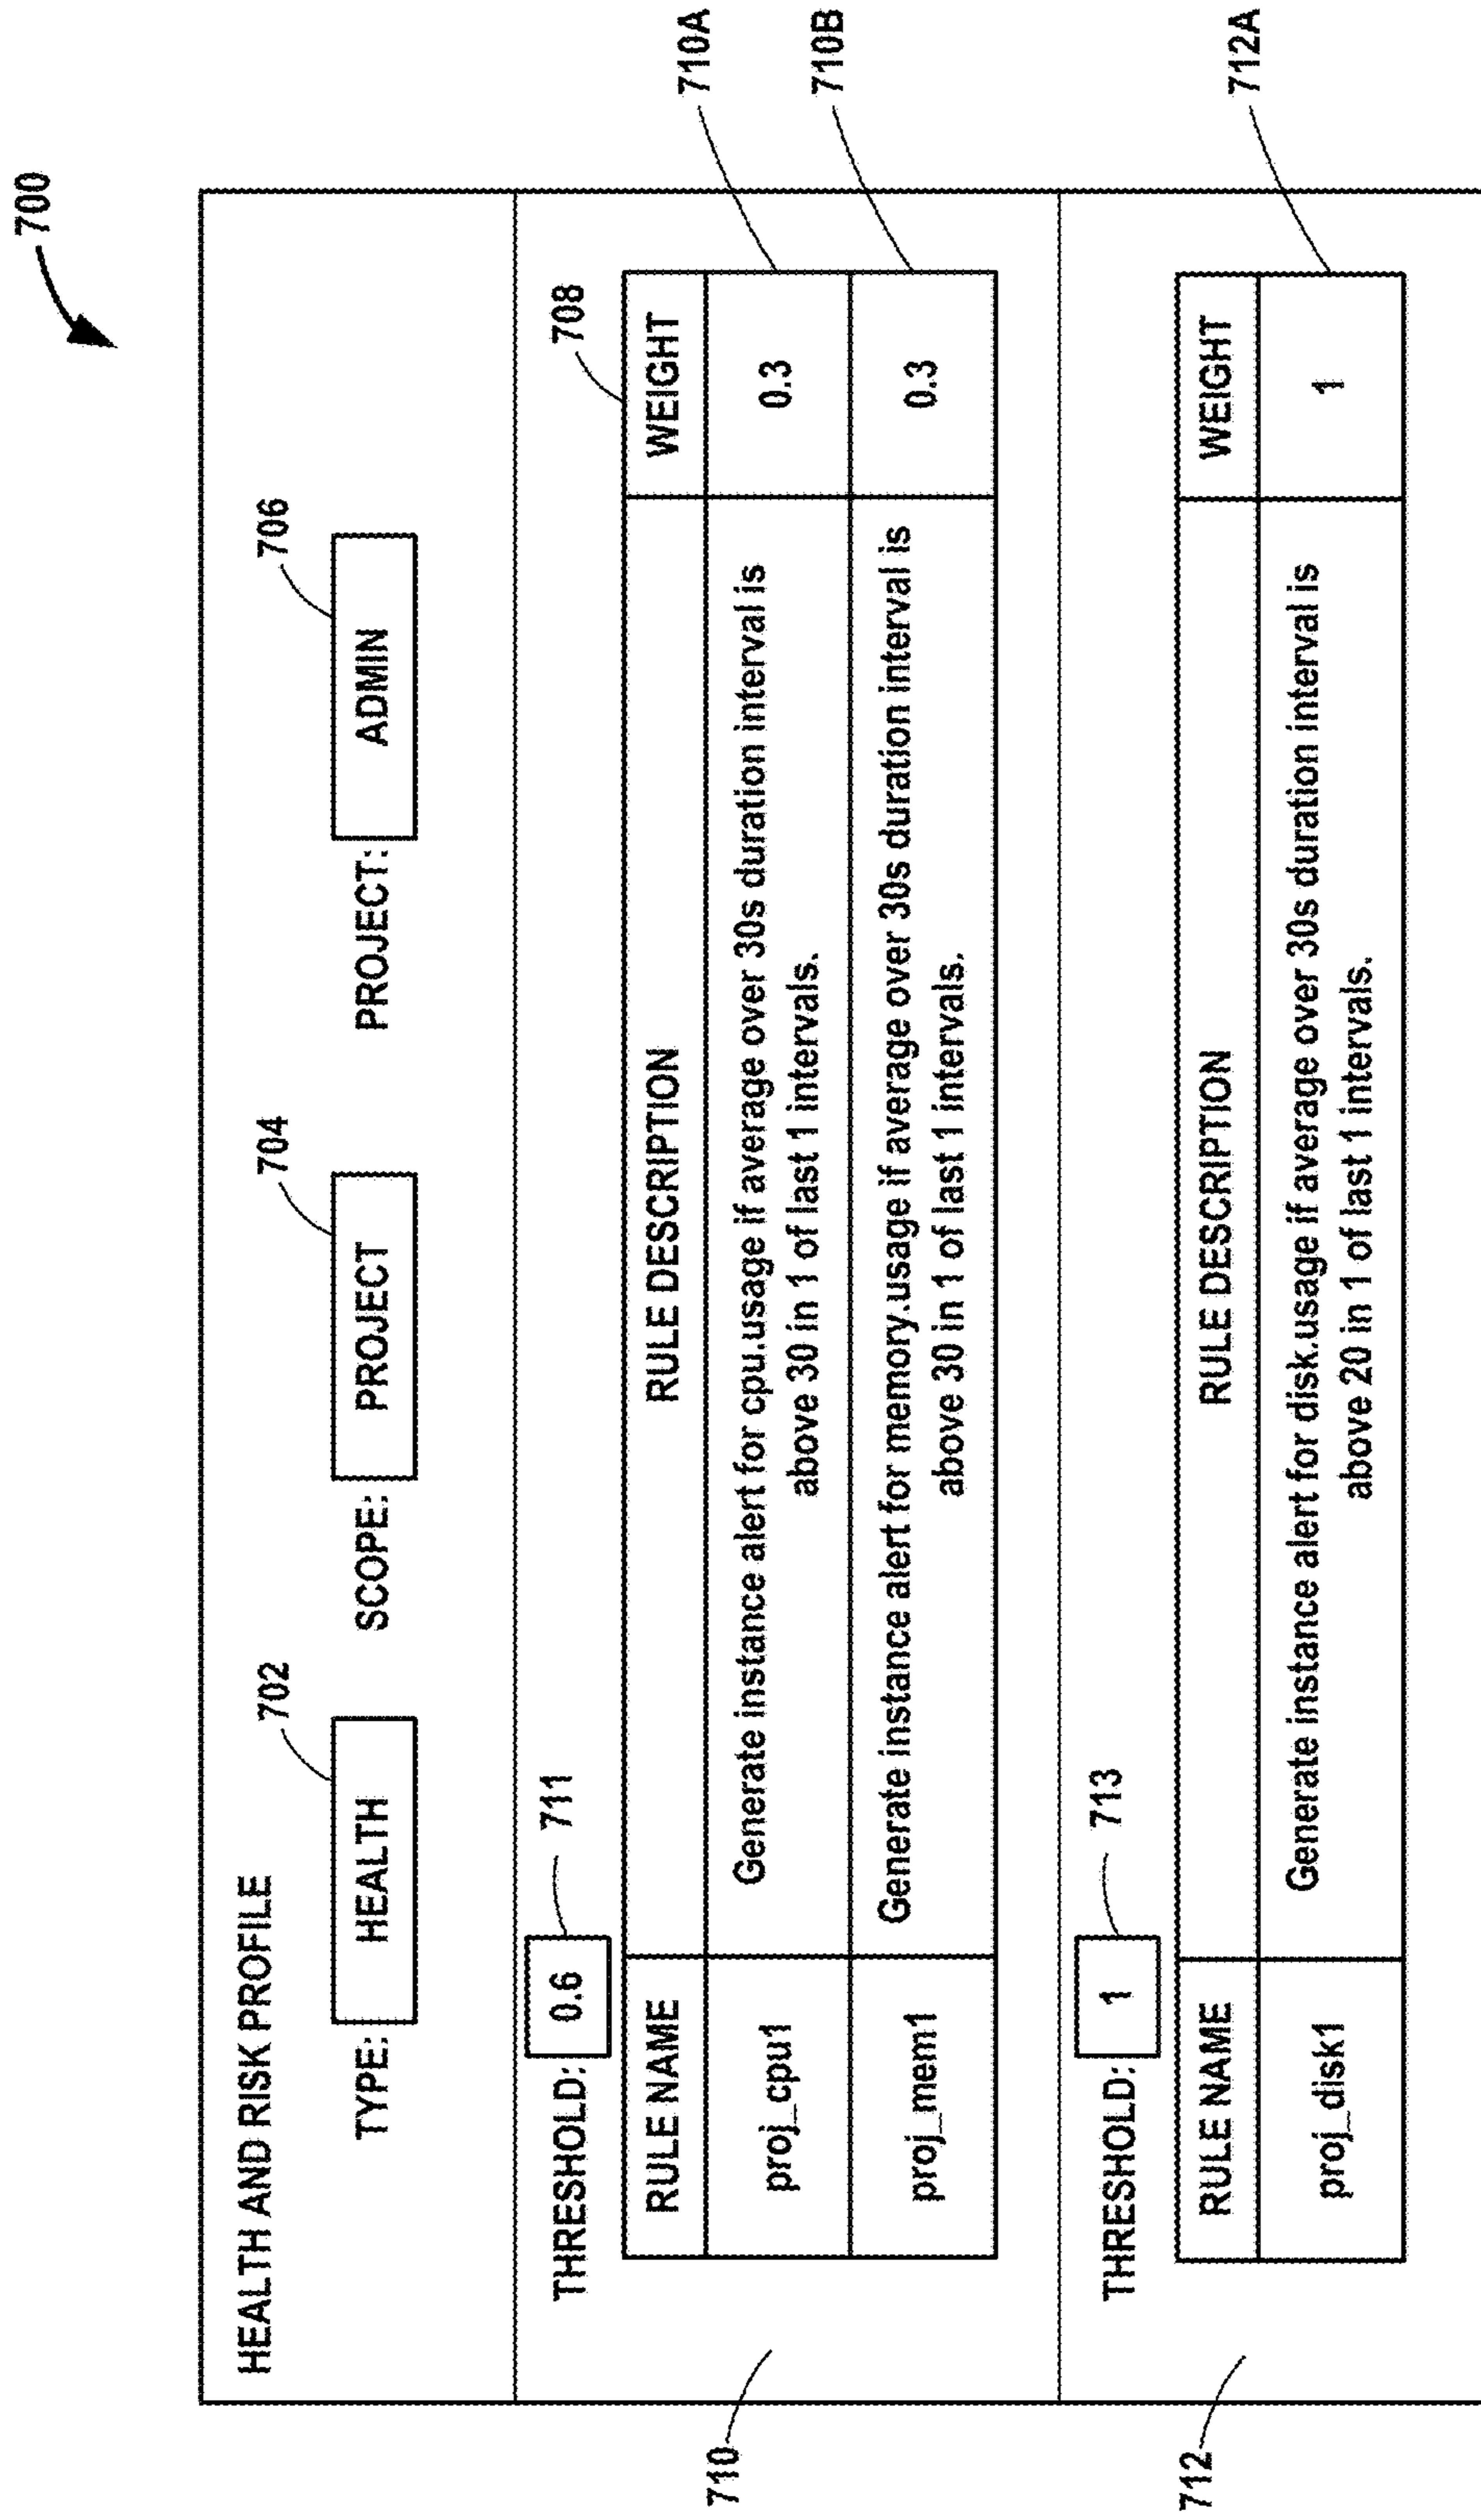 700
HEALTH AND RISK PROFILE
702
704
706
TYPE: HEALTH SCOPE: PROJECT PROJECT: ADMIN
711
708
THRESHOLD: 0.6
RULE NAME RULE DESCRIPTION WEIGHT
proj_cpu1 Generate instance alert for cpu.usage if average over 30s duration interval is 0.3
above 30 in 1 of last 1 intervals.
710A
proj_mem1 Generate instance alert for memory.usage if average over 30s duration interval is 0.3
above 30 in 1 of last 1 intervals.
710B
710
713
THRESHOLD: 1
RULE NAME RULE DESCRIPTION WEIGHT
proj_disk1 Generate instance alert for disk.usage if average over 30s duration interval is 1
above 20 in 1 of last 1 intervals.
712A
712